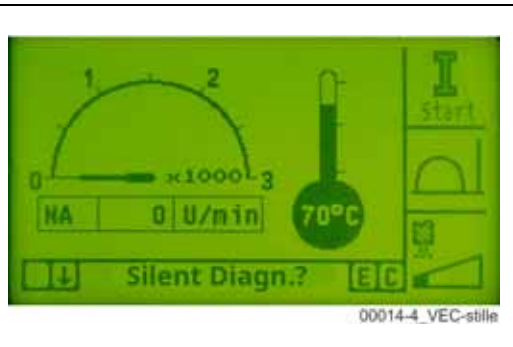 1 2
0 x1000 3
NA 0 U/min
70°C
I
Start
Silent Diagn.? E C
00014-4_VEC-stille